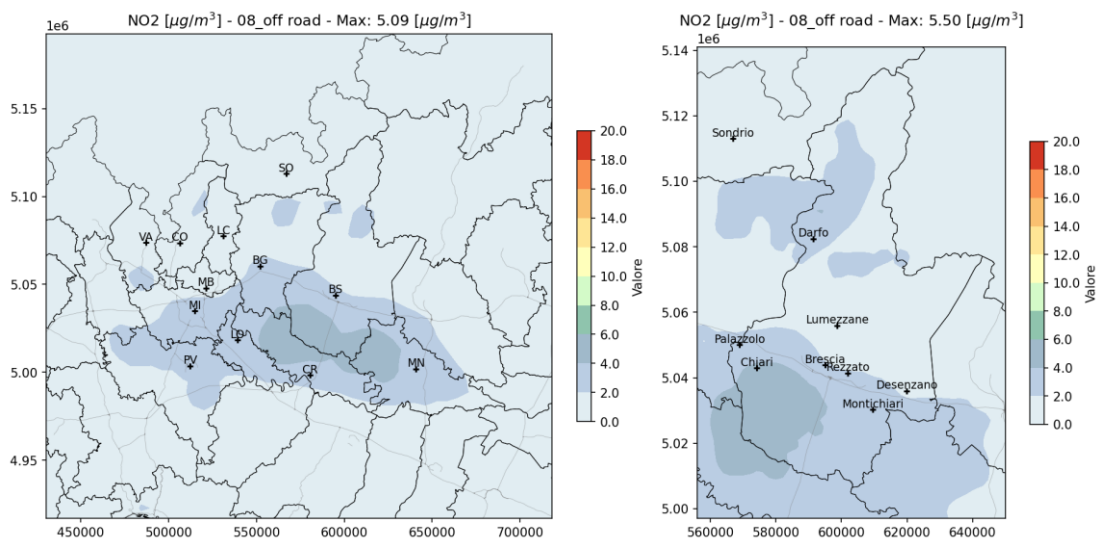 NO2 [μg/m³] - 08_off road - Max: 5.09 [μg/m³]
1e6
5.15
5.10
5.05
5.00
4.95
450000 500000 550000 600000 650000 700000
SO
VA CO LC
BG
MB
BS
MI
LO
PV
CR
MN
20.0
18.0
16.0
14.0
12.0
10.0
8.0
6.0
4.0
2.0
0.0
Valore
NO2 [μg/m³] - 08_off road - Max: 5.50 [μg/m³]
1e6
5.14
5.12
5.10
5.08
5.06
5.04
5.02
5.00
560000 580000 600000 620000 640000
Sondrio
Darfo
Lumezzane
Palazzolo
Chiari
Brescia
Rezzato
Desenzano
Montichiari
20.0
18.0
16.0
14.0
12.0
10.0
8.0
6.0
4.0
2.0
0.0
Valore